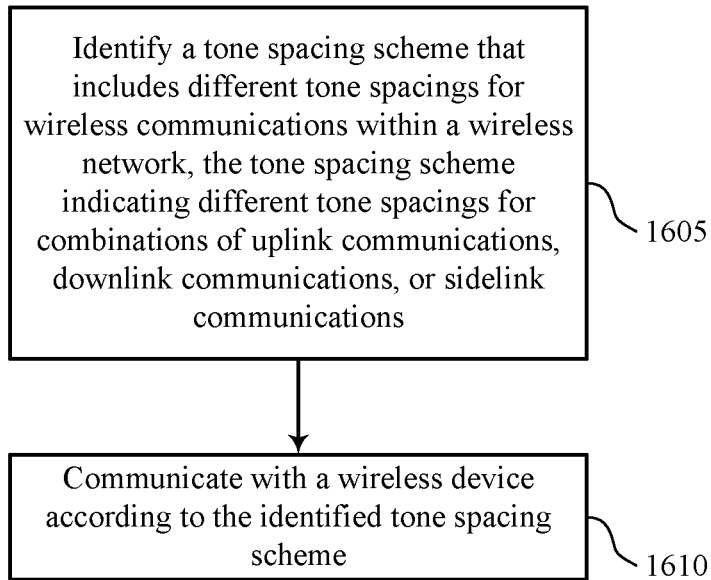 Identify a tone spacing scheme that
includes different tone spacings for
wireless communications within a wireless
network, the tone spacing scheme
indicating different tone spacings for
combinations of uplink communications,
downlink communications, or sidelink
communications
1605
Communicate with a wireless device
according to the identified tone spacing
scheme
1610